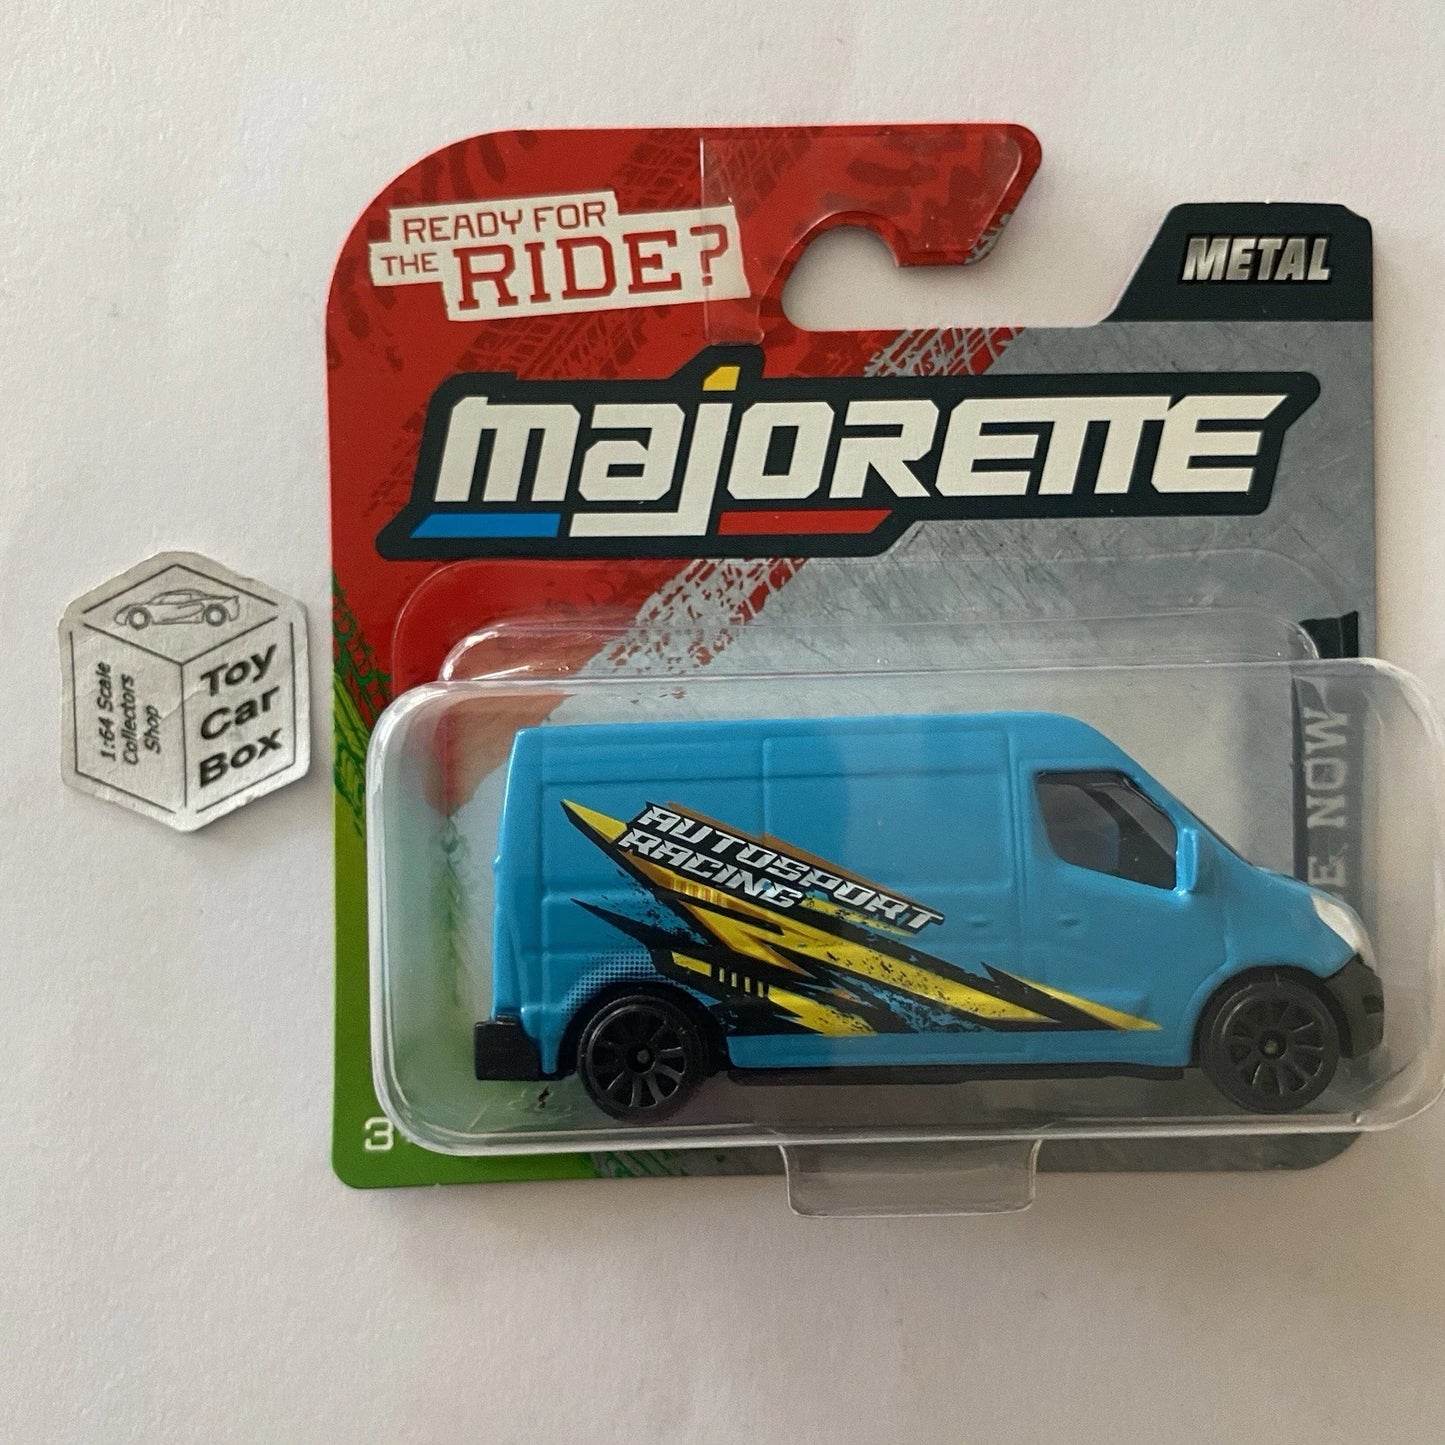 READY FOR
THE RIDE?
METAL
majORETTE
1:64 Scale
Collectors
Shop
Toy
Car
Box
AUTOSPORT
RACING
NOW
3